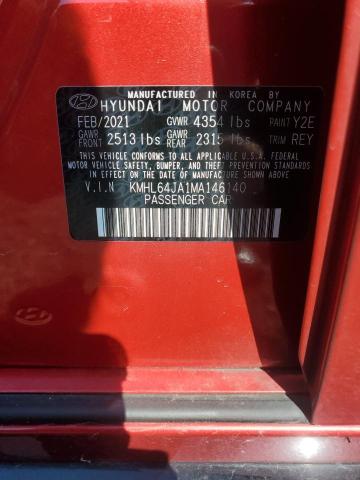 MANUFACTURED IN KOREA BY
HYUNDAI MOTOR COMPANY
FEB/2021 GVWR 4354 lbs PAINT Y2E
GAWR FRONT 2513 lbs GAWR REAR 2315 lbs TRIM REY
THIS VEHICLE CONFORMS TO ALL APPLICABLE U.S.A. FEDERAL
MOTOR VEHICLE SAFETY, BUMPER, AND THEFT PREVENTION
STANDARDS IN EFFECT ON THE DATE OF MANUFACTURE SHOWN ABOVE.
V.I.N KMHL64JA1MA146140
PASSENGER CAR